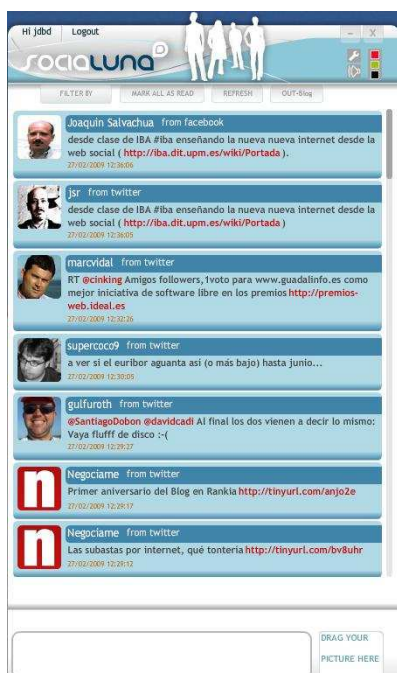 Hi jdbd Logout
- X
sociaLuna
FILTER BY MARK ALL AS READ REFRESH OUT-Blog
Joaquin Salvachua from facebook
desde clase de IBA #iba enseñando la nueva nueva internet desde la
web social ( http://iba.dit.upm.es/wiki/Portada ).
27/02/2009 12:36:06
jsr from twitter
desde clase de IBA #iba enseñando la nueva nueva internet desde la
web social ( http://iba.dit.upm.es/wiki/Portada )
27/02/2009 12:36:05
marcvidal from twitter
RT @cinking Amigos followers,1voto para www.guadalinfo.es como
mejor iniciativa de software libre en los premios http://premios-
web.ideal.es
27/02/2009 12:32:26
supercoco9 from twitter
a ver si el euribor aguanta asi (o más bajo) hasta junio...
27/02/2009 12:30:05
gulfuroth from twitter
@SantiagoDobon @davidcadi Al final los dos vienen a decir lo mismo:
Vaya flufff de disco :-(
27/02/2009 12:29:27
n
Negociame from twitter
Primer aniversario del Blog en Rankia http://tinyurl.com/anjo2e
27/02/2009 12:29:17
n
Negociame from twitter
Las subastas por internet, qué tonteria http://tinyurl.com/bv8uhr
27/02/2009 12:29:12
DRAG YOUR
PICTURE HERE